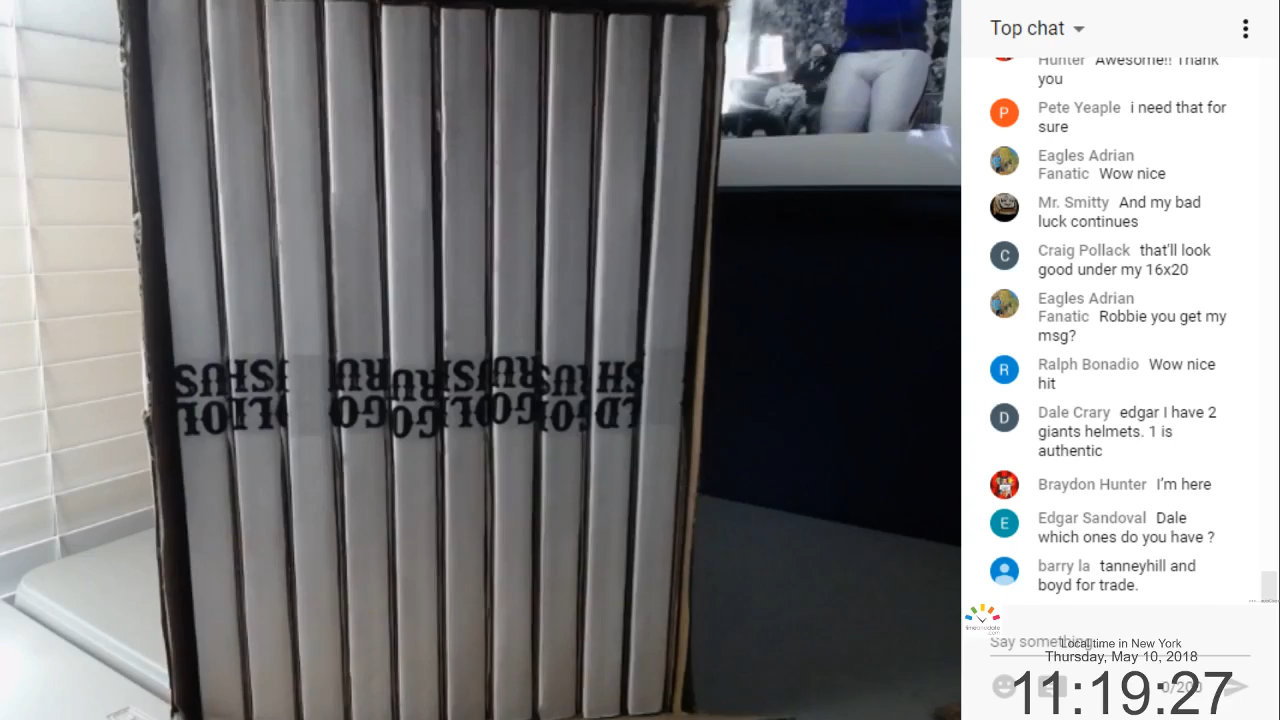 Top chat
Hunter Awesome!! Thank
you
Pete Yeaple i need that for
sure
Eagles Adrian
Fanatic Wow nice
Mr. Smitty And my bad
luck continues
Craig Pollack that'll look
good under my 16x20
Eagles Adrian
Fanatic Robbie you get my
msg?
Ralph Bonadio Wow nice
hit
Dale Crary edgar I have 2
giants helmets. 1 is
authentic
Braydon Hunter I'm here
Edgar Sandoval Dale
which ones do you have ?
barry la tanneyhill and
boyd for trade.
Say something...
Local time in New York
Thursday, May 10, 2018
0/200
11:19:27